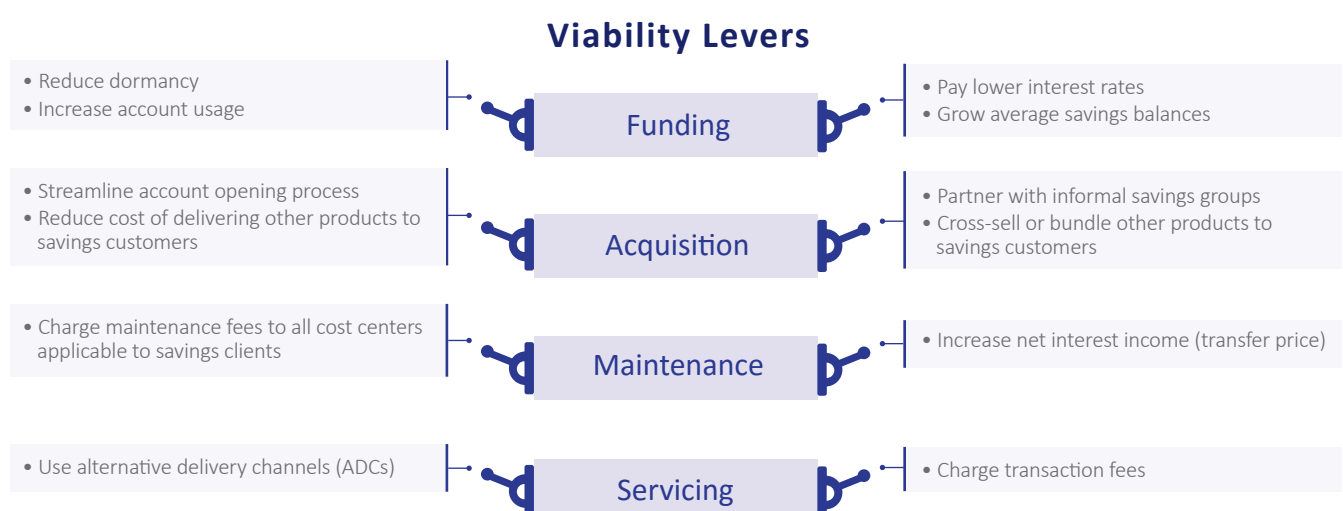 Viability Levers
• Reduce dormancy
• Increase account usage
Funding
• Pay lower interest rates
• Grow average savings balances
• Streamline account opening process
• Reduce cost of delivering other products to
savings customers
Acquisition
• Partner with informal savings groups
• Cross-sell or bundle other products to
savings customers
• Charge maintenance fees to all cost centers
applicable to savings clients
Maintenance
• Increase net interest income (transfer price)
• Use alternative delivery channels (ADCs)
Servicing
• Charge transaction fees